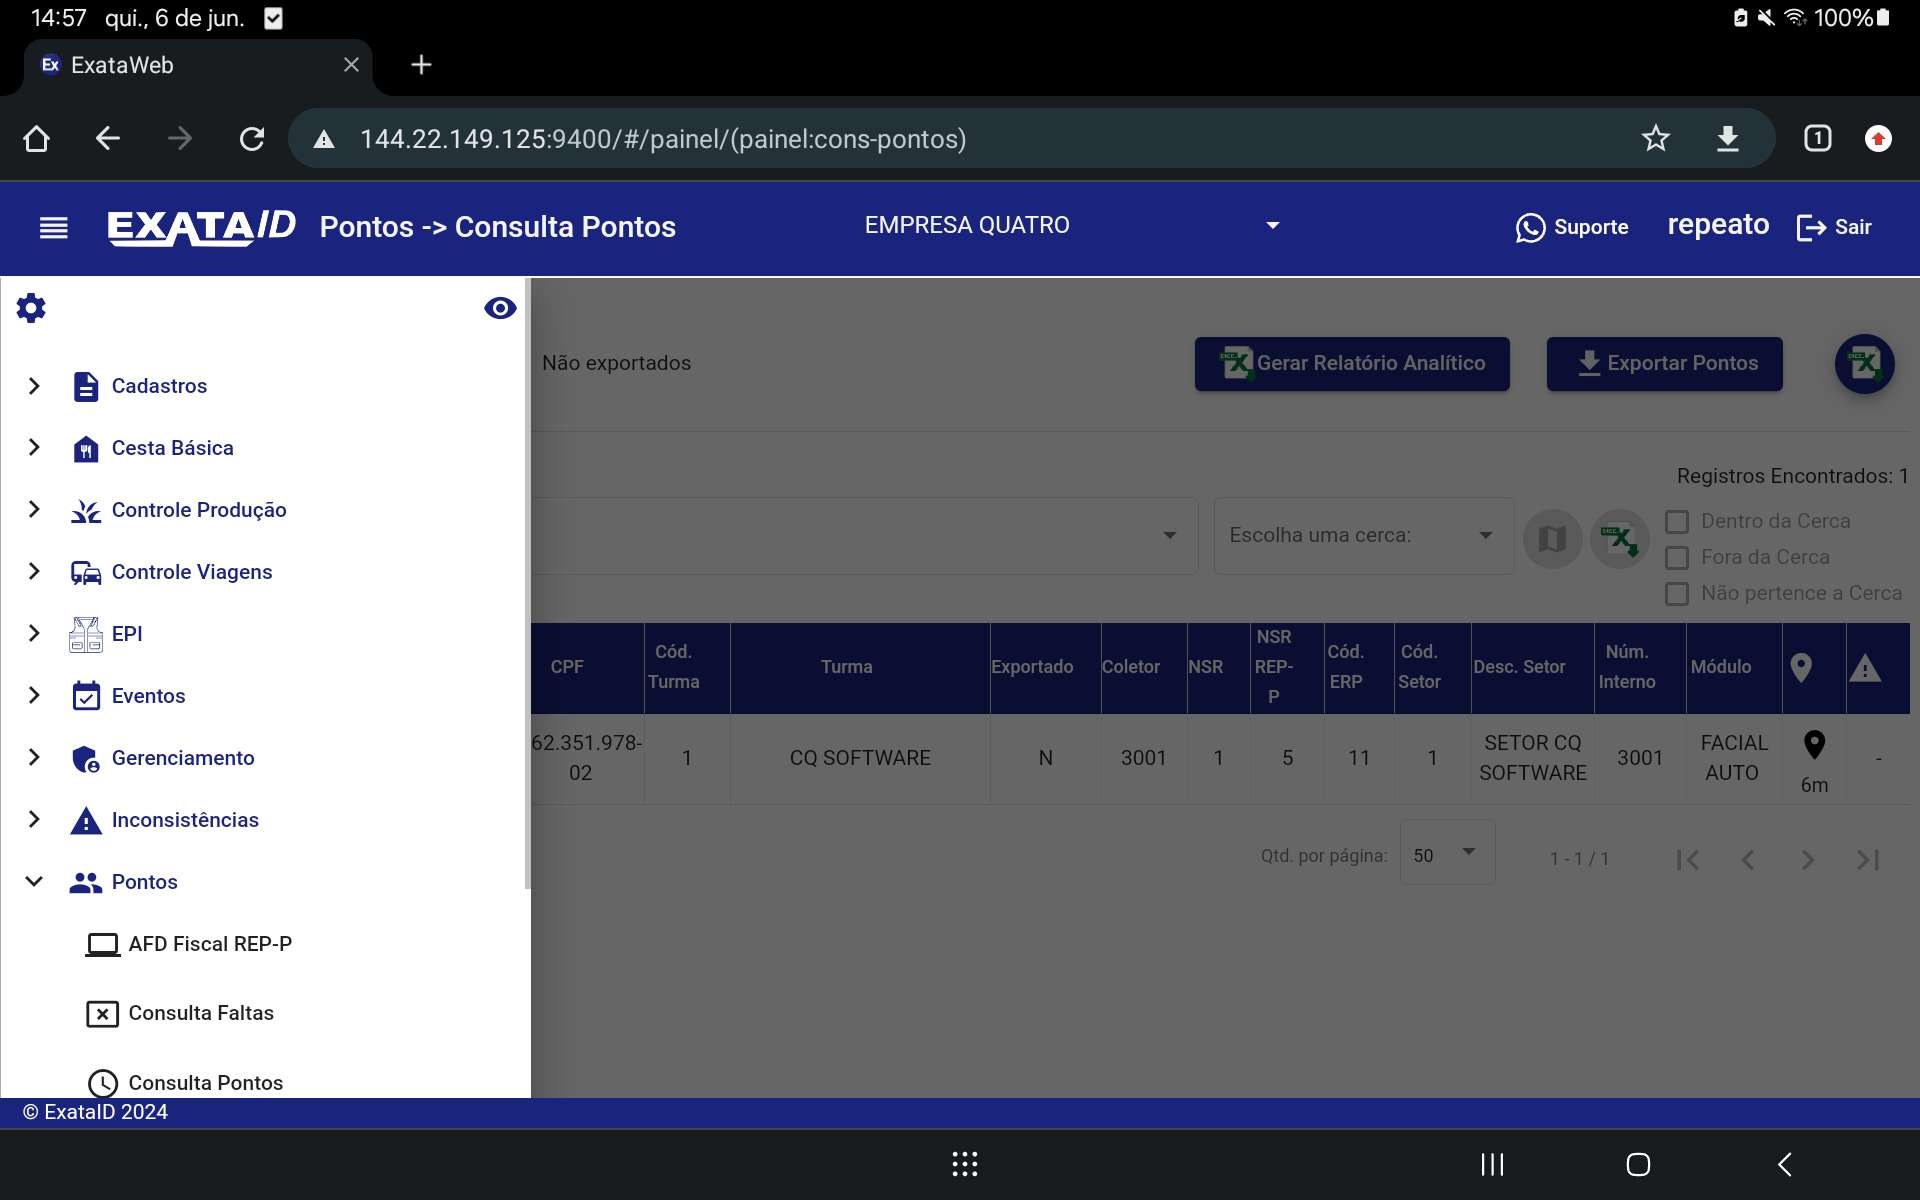 14:57 qui., 6 de jun.
100%
Ex ExataWeb
144.22.149.125:9400/#/painel/(painel:cons-pontos)
1
EXATAID Pontos -> Consulta Pontos
EMPRESA QUATRO
Suporte
repeato
Sair
Cadastros
Cesta Básica
Controle Produção
Controle Viagens
EPI
Eventos
Gerenciamento
Inconsistências
Pontos
AFD Fiscal REP-P
Consulta Faltas
Consulta Pontos
Não exportados
Gerar Relatório Analítico
Exportar Pontos
Registros Encontrados: 1
Escolha uma cerca:
Dentro da Cerca
Fora da Cerca
Não pertence a Cerca
CPF
Cód.
Turma
Turma
Exportado
Coletor
NSR
NSR
REP-
P
Cód.
ERP
Cód.
Setor
Desc. Setor
Núm.
Interno
Módulo
62.351.978-
02
1
CQ SOFTWARE
N
3001
1
5
11
1
SETOR CQ
SOFTWARE
3001
FACIAL
AUTO
6m
-
Qtd. por página: 50
1 - 1 / 1
© ExataID 2024